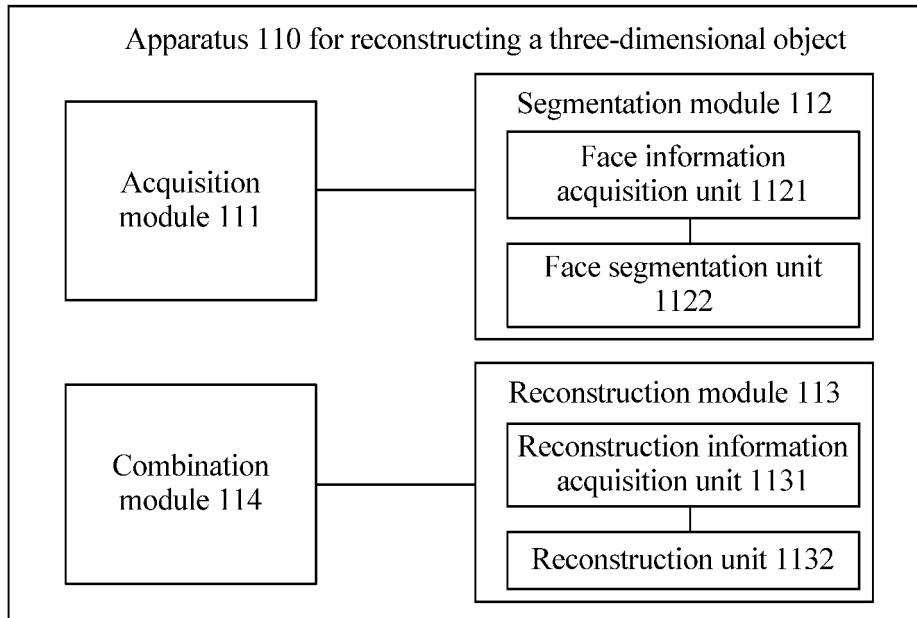 Apparatus 110 for reconstructing a three-dimensional object
Acquisition
module 111
Segmentation module 112
Face information
acquisition unit 1121
Face segmentation unit
1122
Combination
module 114
Reconstruction module 113
Reconstruction information
acquisition unit 1131
Reconstruction unit 1132